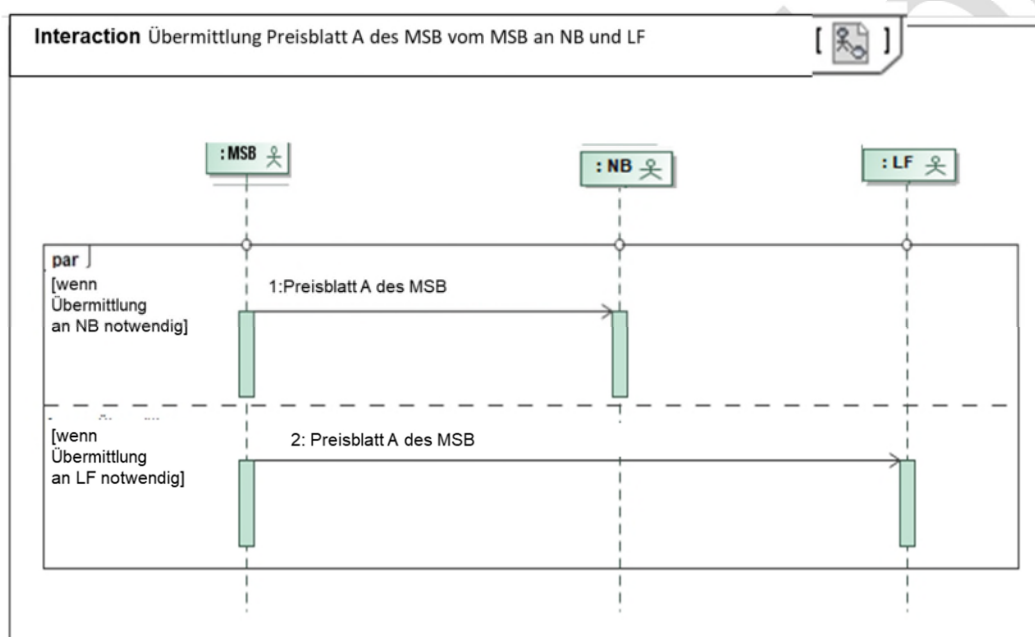 Interaction Übermittlung Preisblatt A des MSB vom MSB an NB und LF
[ ]
: MSB
: NB
: LF
par
[wenn
Übermittlung
an NB notwendig]
1:Preisblatt A des MSB
[wenn
Übermittlung
an LF notwendig]
2: Preisblatt A des MSB